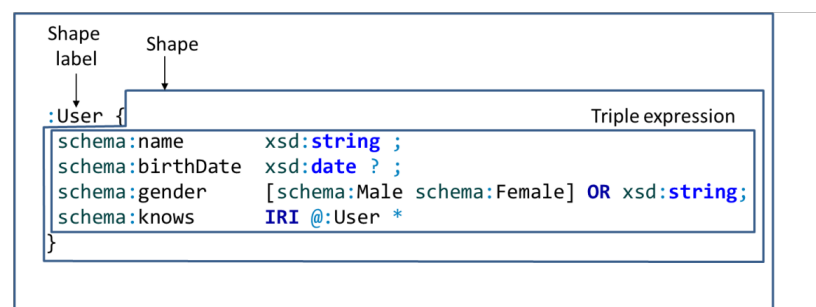 Shape
label
Shape
:User {
Triple expression
schema:name xsd:string ;
schema:birthDate xsd:date ? ;
schema:gender [schema:Male schema:Female] OR xsd:string;
schema:knows IRI @:User *
}